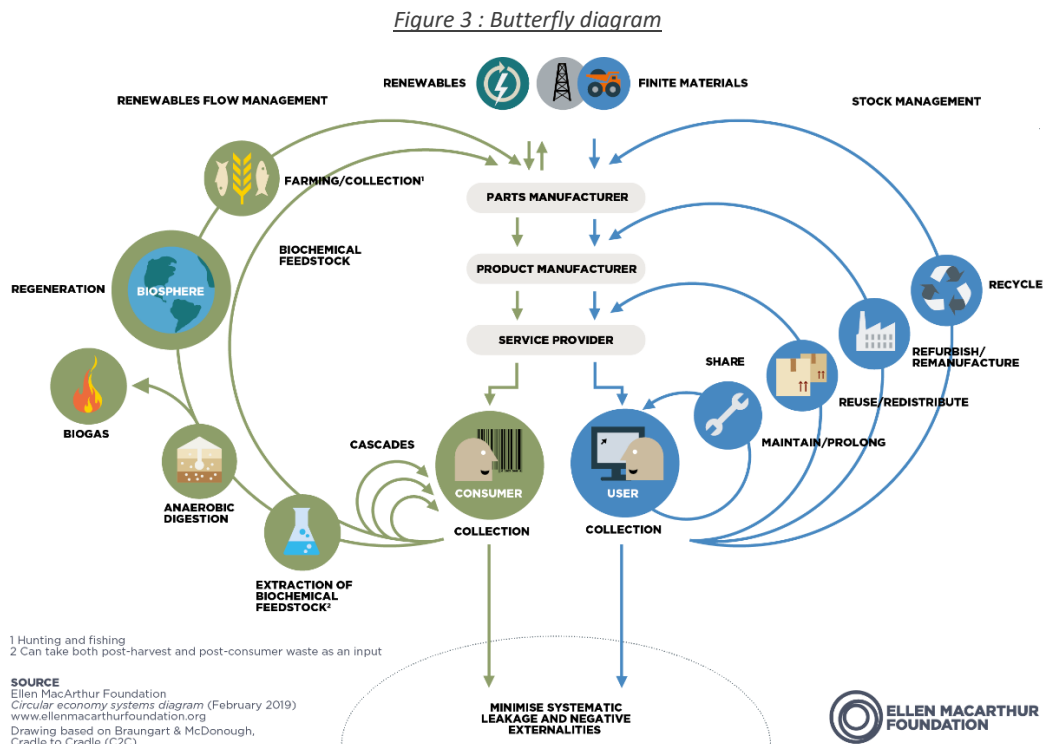 Figure 3 : Butterfly diagram
RENEWABLES
FINITE MATERIALS
RENEWABLES FLOW MANAGEMENT
STOCK MANAGEMENT
FARMING/COLLECTION¹
PARTS MANUFACTURER
BIOCHEMICAL
FEEDSTOCK
PRODUCT MANUFACTURER
REGENERATION
BIOSPHERE
RECYCLE
SERVICE PROVIDER
SHARE
REFURBISH/
REMANUFACTURE
REUSE/REDISTRIBUTE
BIOGAS
CASCADES
MAINTAIN/PROLONG
CONSUMER
USER
ANAEROBIC
DIGESTION
COLLECTION
COLLECTION
EXTRACTION OF
BIOCHEMICAL
FEEDSTOCK²
1 Hunting and fishing
2 Can take both post-harvest and post-consumer waste as an input
SOURCE
Ellen MacArthur Foundation
Circular economy systems diagram (February 2019)
www.ellenmacarthurfoundation.org
Drawing based on Braungart & McDonough,
Cradle to Cradle (C2C)
MINIMISE SYSTEMATIC
LEAKAGE AND NEGATIVE
EXTERNALITIES
ELLEN MACARTHUR
FOUNDATION